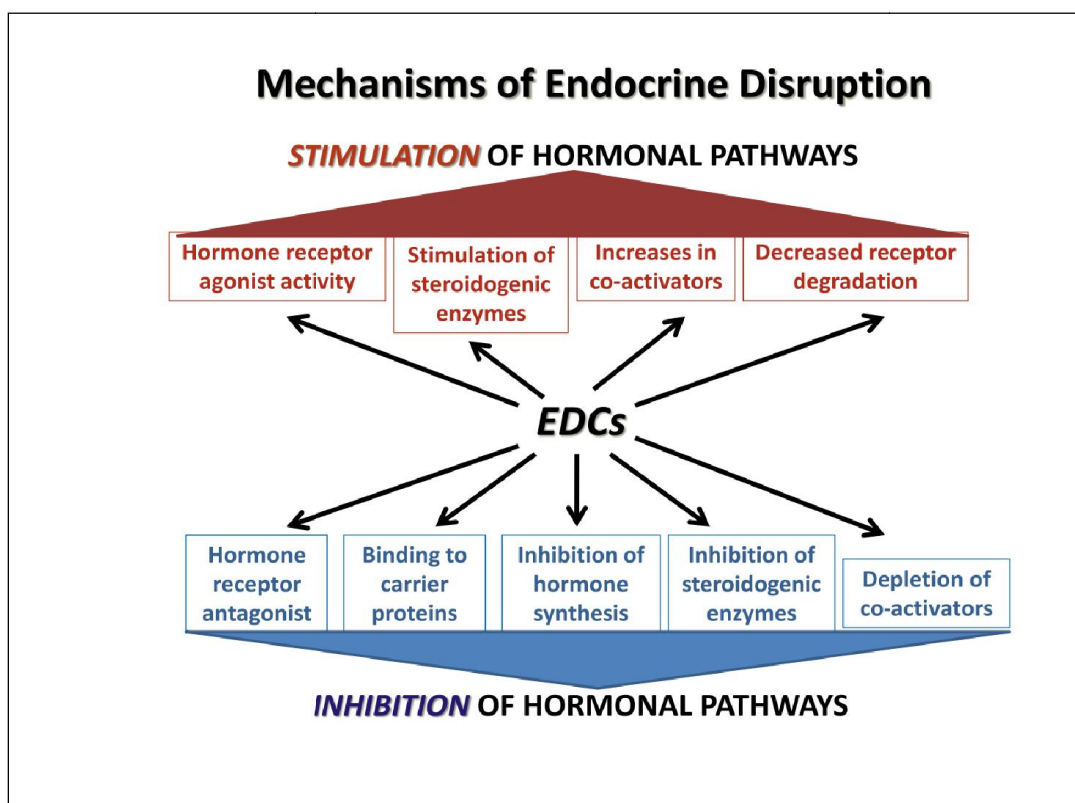 Mechanisms of Endocrine Disruption
STIMULATION OF HORMONAL PATHWAYS
Hormone receptor
agonist activity
Stimulation of
steroidogenic
enzymes
Increases in
co-activators
Decreased receptor
degradation
EDCs
Hormone
receptor
antagonist
Binding to
carrier
proteins
Inhibition of
hormone
synthesis
Inhibition of
steroidogenic
enzymes
Depletion of
co-activators
INHIBITION OF HORMONAL PATHWAYS